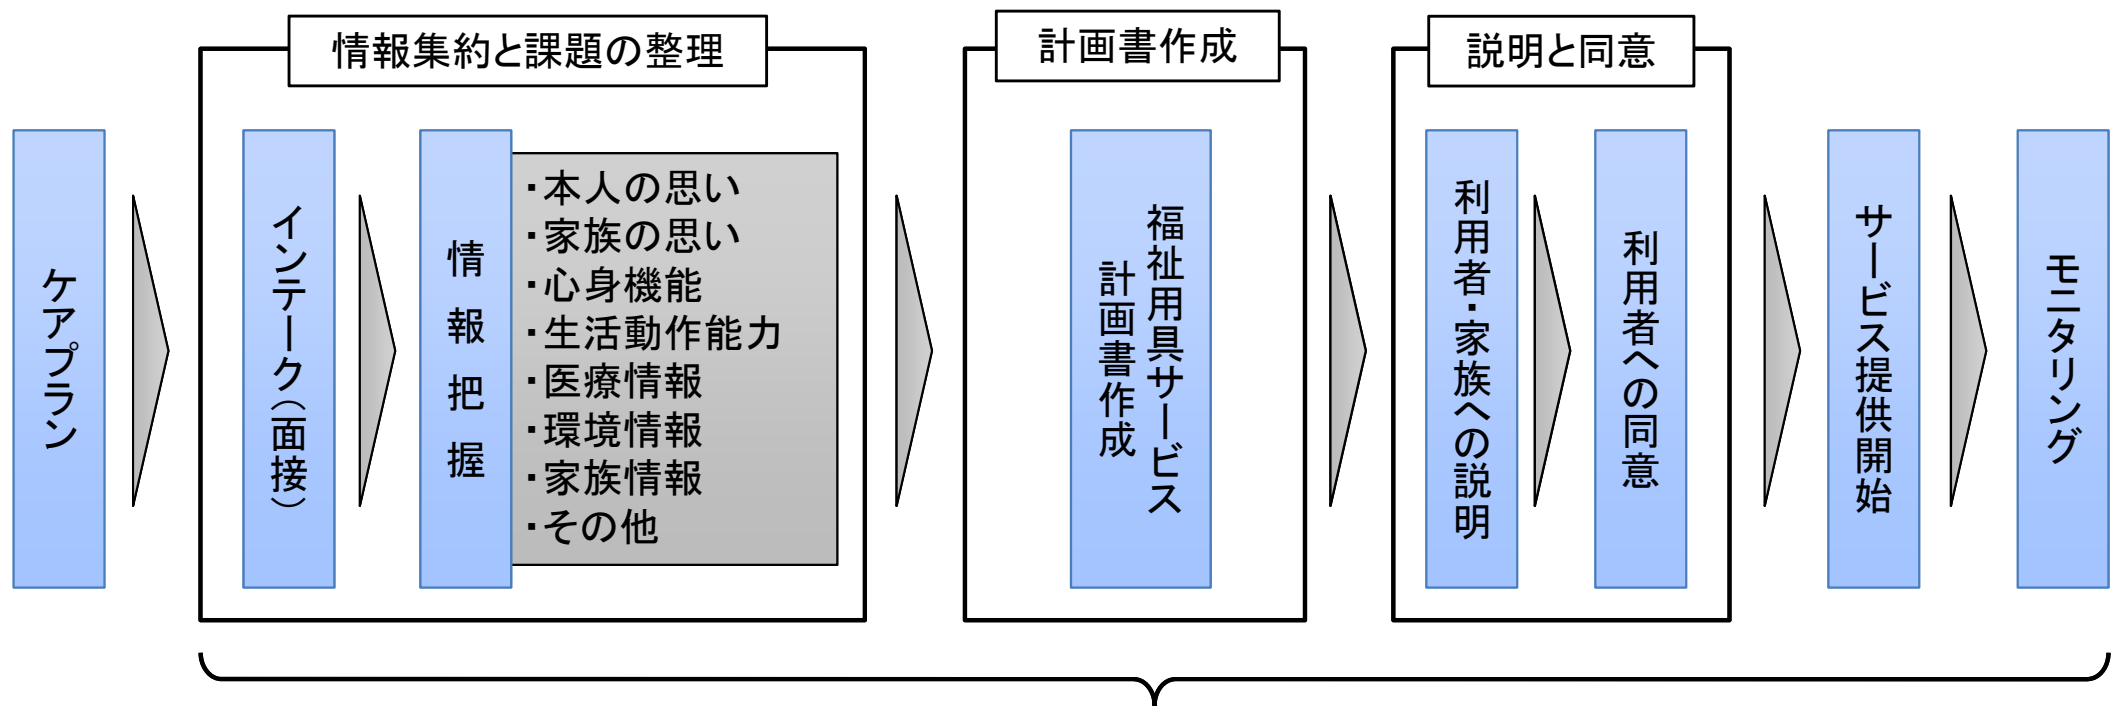 情報集約と課題の整理
計画書作成
説明と同意
ケアプラン
インテーク（面接）
情報把握
・本人の思い
・家族の思い
・心身機能
・生活動作能力
・医療情報
・環境情報
・家族情報
・その他
福祉用具サービス
計画書作成
利用者・家族への説明
利用者への同意
サービス提供開始
モニタリング